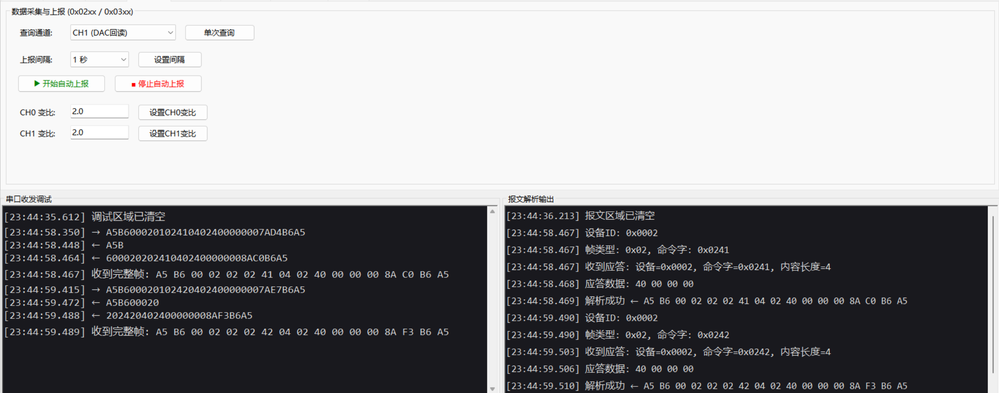 数据采集与上报 (0x02xx / 0x03xx)
查询通道: CH1 (DAC回读) 单次查询
上报间隔: 1 秒 设置间隔
▶ 开始自动上报 ■ 停止自动上报
CH0 变比: 2.0 设置CH0变比
CH1 变比: 2.0 设置CH1变比
串口收发调试
[23:44:35.612] 调试区域已清空
[23:44:58.350] → A5B600020102410402400000007AD4B6A5
[23:44:58.448] ← A5B
[23:44:58.464] ← 60002020241040240000008AC0B6A5
[23:44:58.467] 收到完整帧: A5 B6 00 02 02 02 41 04 02 40 00 00 00 8A C0 B6 A5
[23:44:59.415] → A5B600020102420402400000007AE7B6A5
[23:44:59.472] ← A5B600020
[23:44:59.488] ← 2024204024000000008AF3B6A5
[23:44:59.489] 收到完整帧: A5 B6 00 02 02 02 42 04 02 40 00 00 00 8A F3 B6 A5
报文解析输出
[23:44:36.213] 报文区域已清空
[23:44:58.467] 设备ID: 0x0002
[23:44:58.467] 帧类型: 0x02, 命令字: 0x0241
[23:44:58.467] 收到应答: 设备=0x0002, 命令字=0x0241, 内容长度=4
[23:44:58.468] 应答数据: 40 00 00 00
[23:44:58.469] 解析成功 ← A5 B6 00 02 02 02 41 04 02 40 00 00 00 8A C0 B6 A5
[23:44:59.490] 设备ID: 0x0002
[23:44:59.490] 帧类型: 0x02, 命令字: 0x0242
[23:44:59.503] 收到应答: 设备=0x0002, 命令字=0x0242, 内容长度=4
[23:44:59.506] 应答数据: 40 00 00 00
[23:44:59.510] 解析成功 ← A5 B6 00 02 02 02 42 04 02 40 00 00 00 8A F3 B6 A5